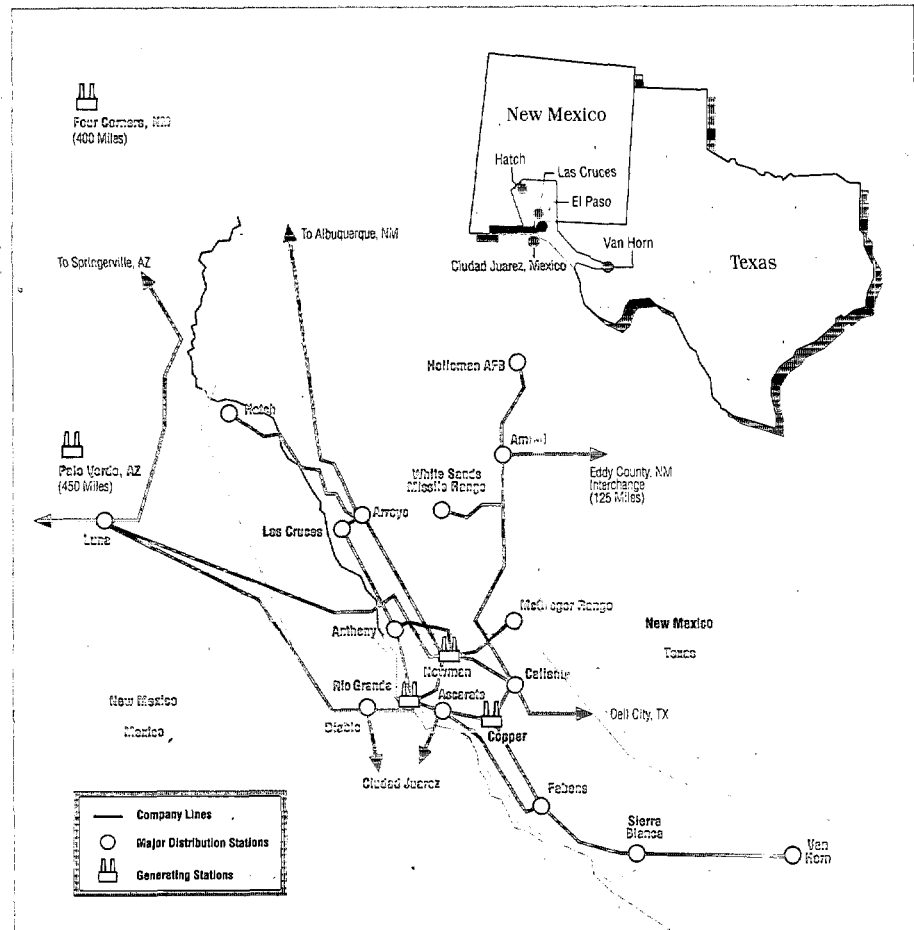 Four Corners, NM
(400 Miles)
New Mexico
Hatch
Las Cruces
El Paso
Van Horn
Ciudad Juarez, Mexico
Texas
To Albuquerque, NM
To Springerville, AZ
Holloman AFB
Hatch
Amrad
Palo Verde, AZ
(450 Miles)
White Sands
Missile Range
Eddy County, NM
Interchange
(125 Miles)
Arroyo
Las Cruces
Luna
McGregor Range
Anthony
New Mexico
Texas
Newman
Caliente
Rio Grande
Ascarate
New Mexico
Mexico
Diablo
Copper
Dell City, TX
Ciudad Juarez
Fabens
Company Lines
Major Distribution Stations
Generating Stations
Sierra
Blanca
Van
Horn